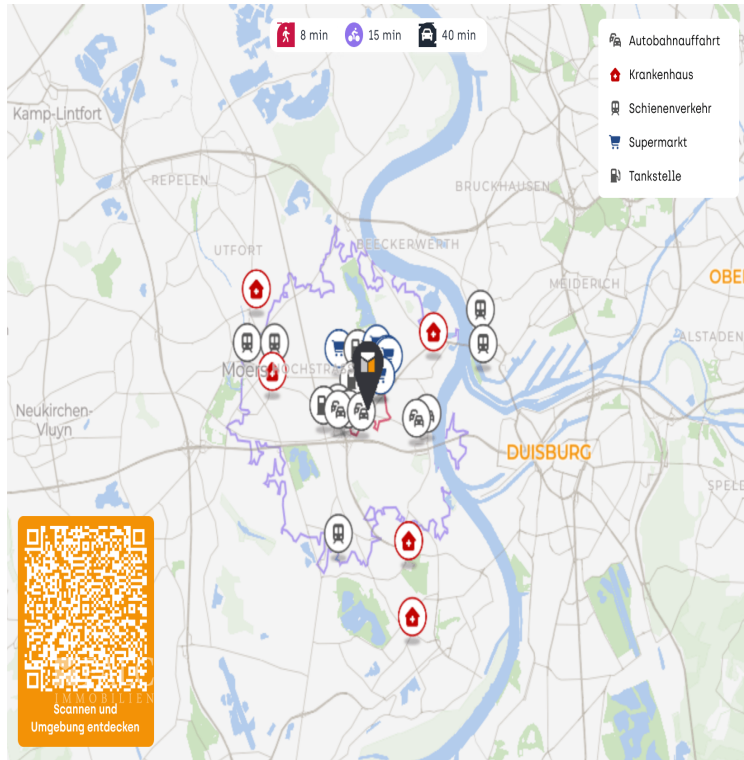 8 min
15 min
40 min
Autobahnauffahrt
Krankenhaus
Schienenverkehr
Supermarkt
Tankstelle
Kamp-Lintfort
REPELEN
BRUCKHAUSEN
UTFORT
BEECKERWERTH
MEIDERICH
OBE
ALSTADEN
Moers
HOCHSTRASS
Neukirchen-
Vluyn
DUISBURG
SPELD
IMMOBILIEN
Scannen und
Umgebung entdecken